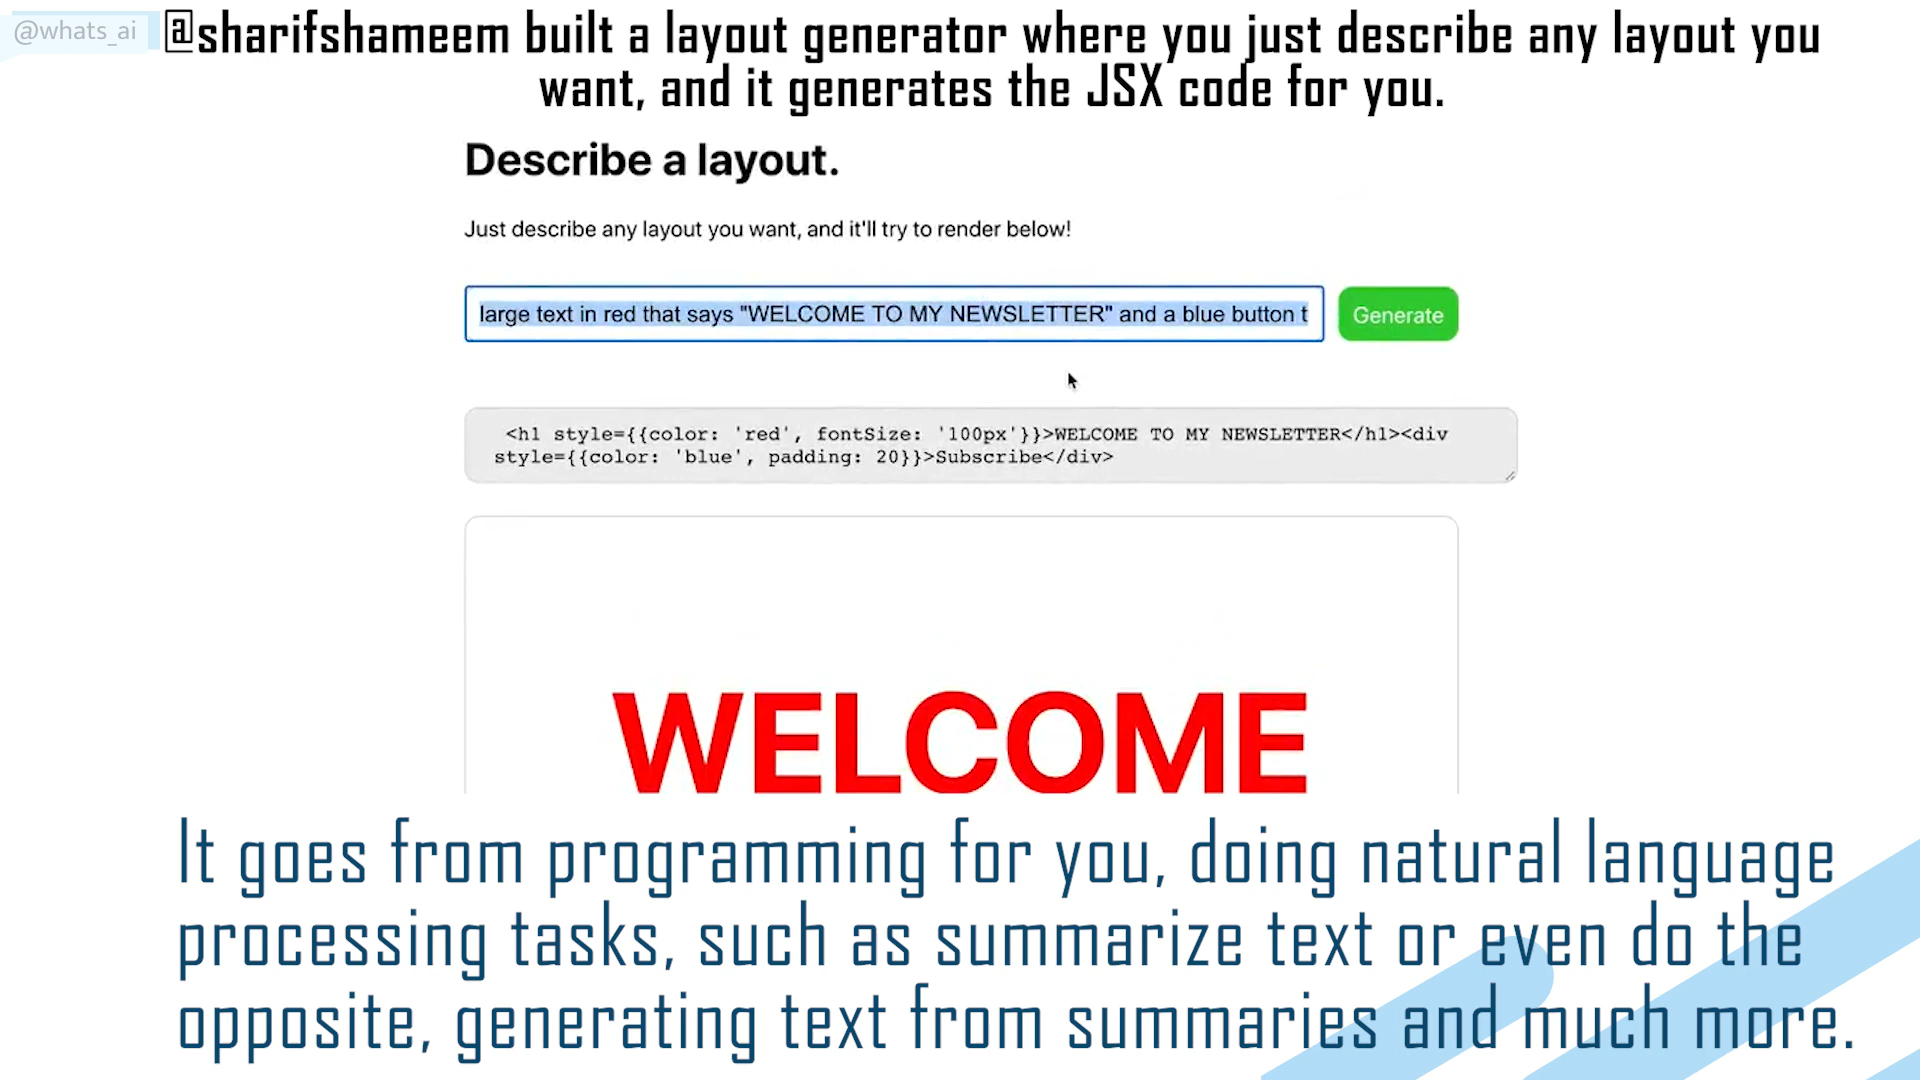 @whats_ai
@sharifshameem built a layout generator where you just describe any layout you
want, and it generates the JSX code for you.
Describe a layout.
Just describe any layout you want, and it'll try to render below!
large text in red that says "WELCOME TO MY NEWSLETTER" and a blue button t
Generate
<h1 style={{color: 'red', fontSize: '100px'}}>WELCOME TO MY NEWSLETTER</h1><div
style={{color: 'blue', padding: 20}}>Subscribe</div>
WELCOME
It goes from programming for you, doing natural language
processing tasks, such as summarize text or even do the
opposite, generating text from summaries and much more.